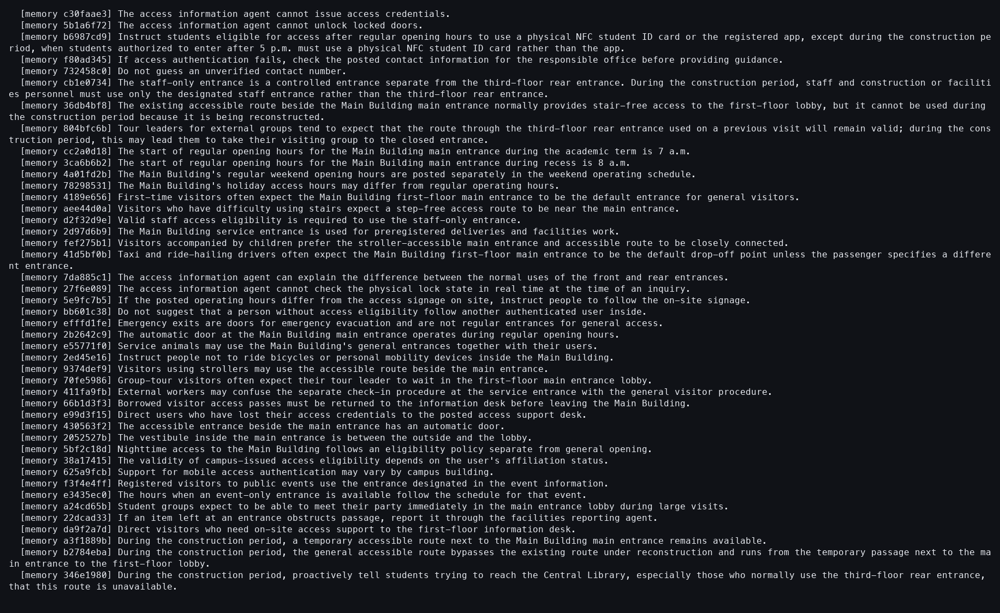 [memory c30faae3] The access information agent cannot issue access credentials.
[memory 5b1a6f72] The access information agent cannot unlock locked doors.
[memory b6987cd9] Instruct students eligible for access after regular opening hours to use a physical NFC student ID card or the registered app, except during the construction pe
riod, when students authorized to enter after 5 p.m. must use a physical NFC student ID card rather than the app.
[memory f80ad345] If access authentication fails, check the posted contact information for the responsible office before providing guidance.
[memory 732458c0] Do not guess an unverified contact number.
[memory cb1e0734] The staff-only entrance is a controlled entrance separate from the third-floor rear entrance. During the construction period, staff and construction or faciliti
es personnel must use only the designated staff entrance rather than the third-floor rear entrance.
[memory 36db4bf8] The existing accessible route beside the Main Building main entrance normally provides stair-free access to the first-floor lobby, but it cannot be used during
the construction period because it is being reconstructed.
[memory 804bfc6b] Tour leaders for external groups tend to expect that the route through the third-floor rear entrance used on a previous visit will remain valid; during the cons
truction period, this may lead them to take their visiting group to the closed entrance.
[memory cc2a0d18] The start of regular opening hours for the Main Building main entrance during the academic term is 7 a.m.
[memory 3ca6b6b2] The start of regular opening hours for the Main Building main entrance during recess is 8 a.m.
[memory 4a01fd2b] The Main Building's regular weekend opening hours are posted separately in the weekend operating schedule.
[memory 78298531] The Main Building's holiday access hours may differ from regular operating hours.
[memory 4189e656] First-time visitors often expect the Main Building first-floor main entrance to be the default entrance for general visitors.
[memory aee44d0a] Visitors who have difficulty using stairs expect a step-free access route to be near the main entrance.
[memory d2f32d9e] Valid staff access eligibility is required to use the staff-only entrance.
[memory 2d97d6b9] The Main Building service entrance is used for preregistered deliveries and facilities work.
[memory fef275b1] Visitors accompanied by children prefer the stroller-accessible main entrance and accessible route to be closely connected.
[memory 41d5bf0b] Taxi and ride-hailing drivers often expect the Main Building first-floor main entrance to be the default drop-off point unless the passenger specifies a differe
nt entrance.
[memory 7da885c1] The access information agent can explain the difference between the normal uses of the front and rear entrances.
[memory 27f6e089] The access information agent cannot check the physical lock state in real time at the time of an inquiry.
[memory 5e9fc7b5] If the posted operating hours differ from the access signage on site, instruct people to follow the on-site signage.
[memory bb601c38] Do not suggest that a person without access eligibility follow another authenticated user inside.
[memory efffd1fe] Emergency exits are doors for emergency evacuation and are not regular entrances for general access.
[memory 2b2642c9] The automatic door at the Main Building main entrance operates during regular opening hours.
[memory e55771f0] Service animals may use the Main Building's general entrances together with their users.
[memory 2ed45e16] Instruct people not to ride bicycles or personal mobility devices inside the Main Building.
[memory 9374def9] Visitors using strollers may use the accessible route beside the main entrance.
[memory 70fe5986] Group-tour visitors often expect their tour leader to wait in the first-floor main entrance lobby.
[memory 411fa9fb] External workers may confuse the separate check-in procedure at the service entrance with the general visitor procedure.
[memory 66b1d3f3] Borrowed visitor access passes must be returned to the information desk before leaving the Main Building.
[memory e99d3f15] Direct users who have lost their access credentials to the posted access support desk.
[memory 430563f2] The accessible entrance beside the main entrance has an automatic door.
[memory 2052527b] The vestibule inside the main entrance is between the outside and the lobby.
[memory 5bf2c18d] Nighttime access to the Main Building follows an eligibility policy separate from general opening.
[memory 38a17415] The validity of campus-issued access eligibility depends on the user's affiliation status.
[memory 625a9fcb] Support for mobile access authentication may vary by campus building.
[memory f3f4e4ff] Registered visitors to public events use the entrance designated in the event information.
[memory e3435ec0] The hours when an event-only entrance is available follow the schedule for that event.
[memory a24cd65b] Student groups expect to be able to meet their party immediately in the main entrance lobby during large visits.
[memory 22dcad33] If an item left at an entrance obstructs passage, report it through the facilities reporting agent.
[memory da9f2a7d] Direct visitors who need on-site access support to the first-floor information desk.
[memory a3f1889b] During the construction period, a temporary accessible route next to the Main Building main entrance remains available.
[memory b2784eba] During the construction period, the general accessible route bypasses the existing route under reconstruction and runs from the temporary passage next to the ma
in entrance to the first-floor lobby.
[memory 346e1980] During the construction period, proactively tell students trying to reach the Central Library, especially those who normally use the third-floor rear entrance,
that this route is unavailable.